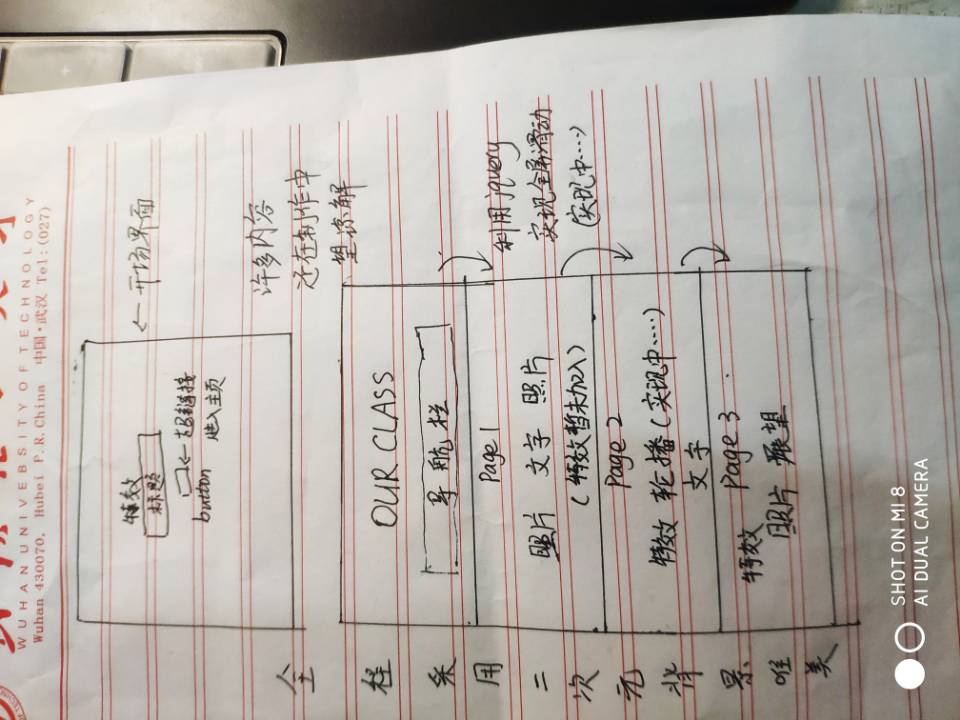 WUHAN UNIVERSITY OF TECHNOLOGY
Wuhan 430070, Hubei P.R.China 中国·武汉 Tel:(027)
特效
标题
← 开场界面
button
←超链接
进入主页
许多内容
还在制作中
望谅解
全程采用二次元背景唯美
OUR CLASS
导航栏
Page 1
照片 文字 照片
(特效暂未加入)
利用jquery
实现全屏滑动
(实现中····)
Page 2
特效 轮播(实现中····)
文字
Page 3
特效
照片 展望
SHOT ON MI 8
AI DUAL CAMERA